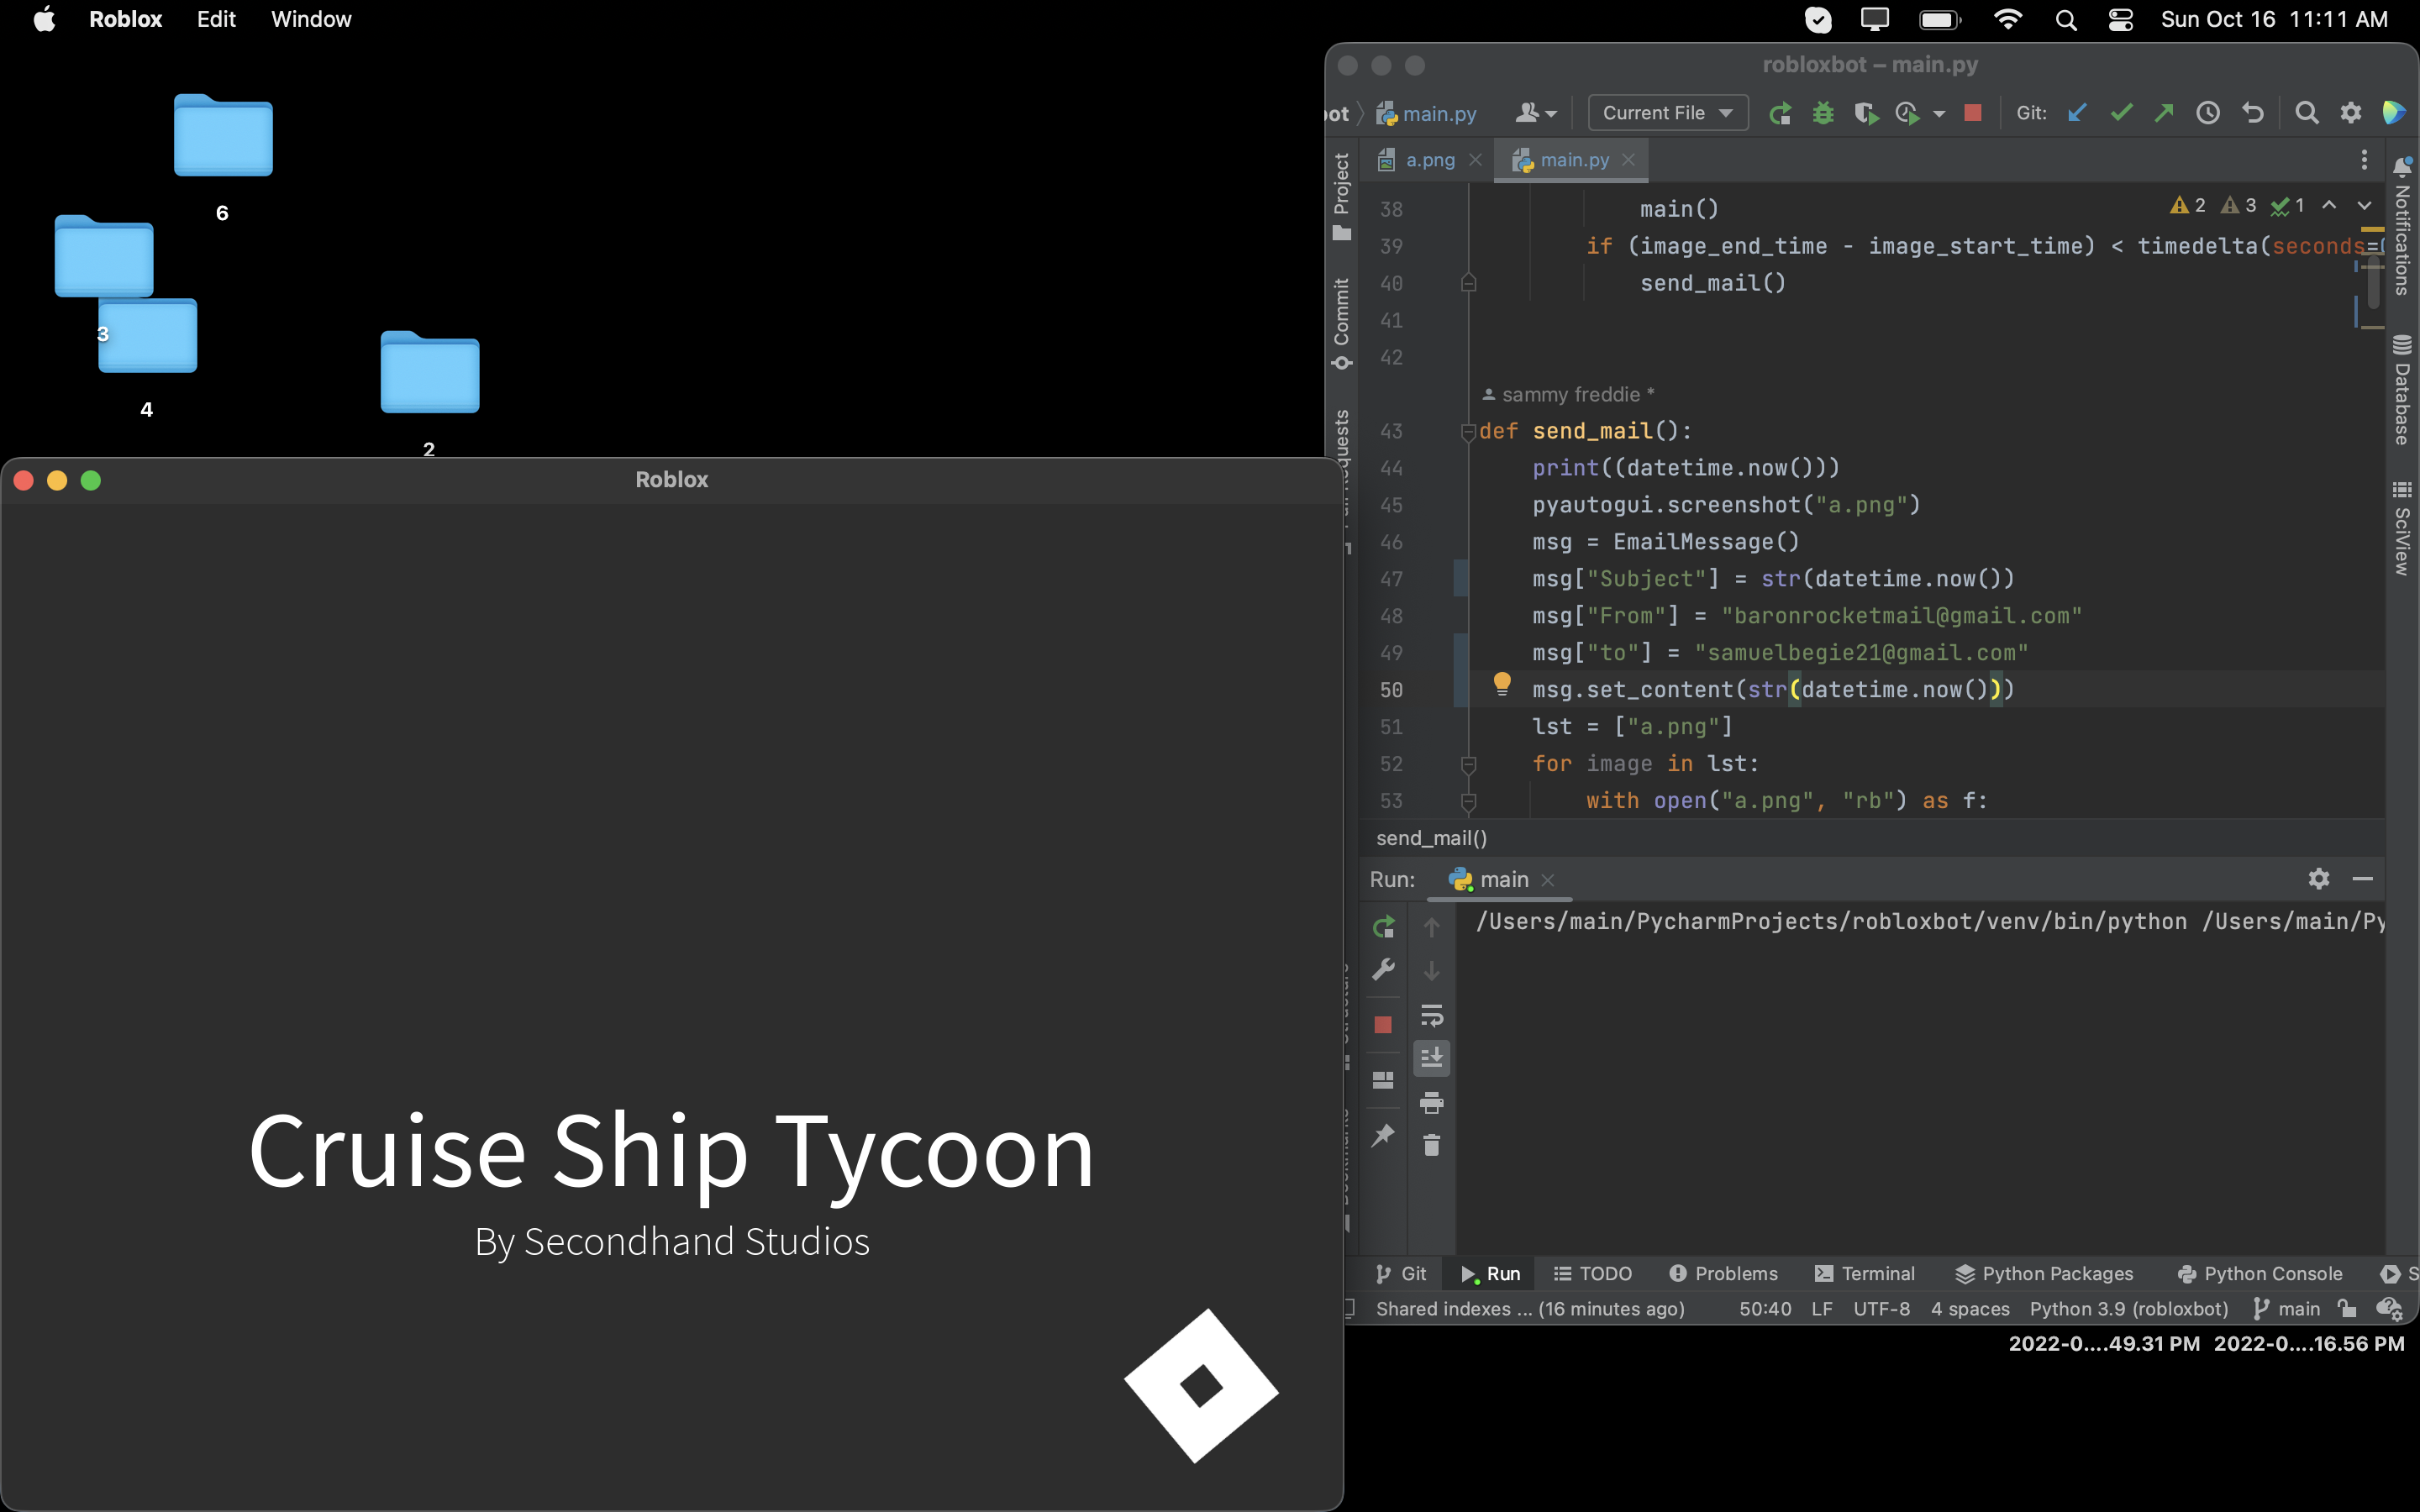 Roblox Edit Window Sun Oct 16 11:11 AM
6
3
4
2
Roblox
Cruise Ship Tycoon
By Secondhand Studios
robloxbot – main.py
main.py Current File Git:
a.png main.py
Project
Commit
Notifications
Database
SciView
2 3 1
38 main()
39 if (image_end_time - image_start_time) < timedelta(seconds=
40 send_mail()
41
42
sammy freddie *
43 def send_mail():
44 print((datetime.now()))
45 pyautogui.screenshot("a.png")
46 msg = EmailMessage()
47 msg["Subject"] = str(datetime.now())
48 msg["From"] = "baronrocketmail@gmail.com"
49 msg["to"] = "samuelbegie21@gmail.com"
50 msg.set_content(str(datetime.now()))
51 lst = ["a.png"]
52 for image in lst:
53 with open("a.png", "rb") as f:
send_mail()
Run: main
/Users/main/PycharmProjects/robloxbot/venv/bin/python /Users/main/Py
Git Run TODO Problems Terminal Python Packages Python Console
Shared indexes ... (16 minutes ago) 50:40 LF UTF-8 4 spaces Python 3.9 (robloxbot) main
2022-0....49.31 PM 2022-0....16.56 PM